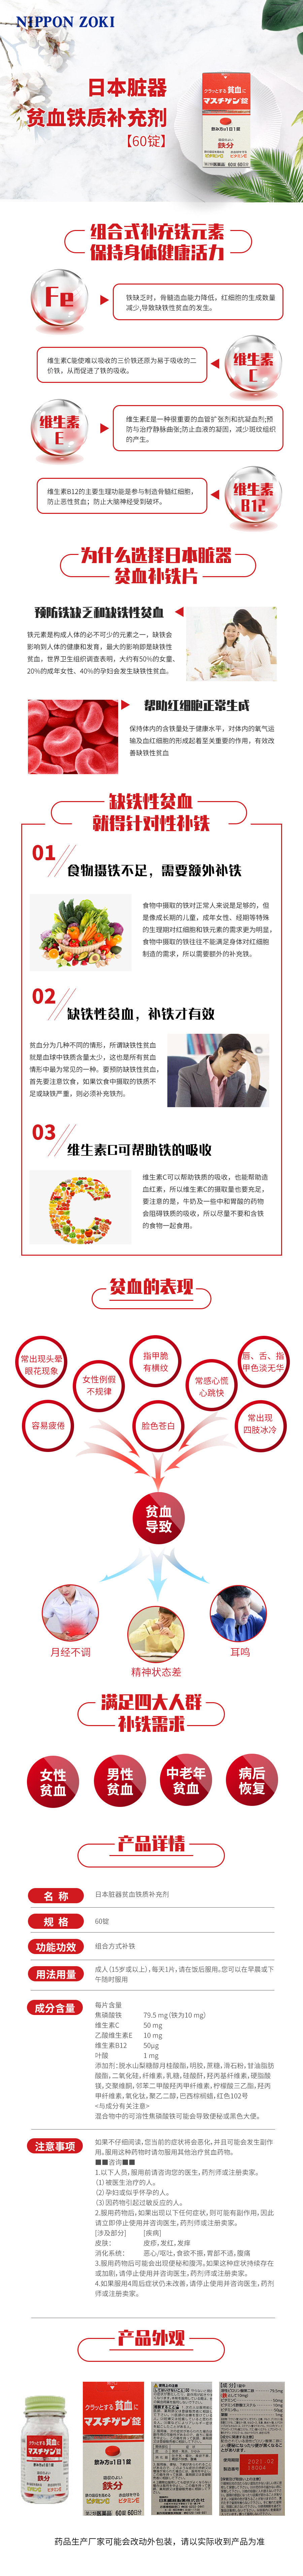 NIPPON ZOKI
日本脏器
贫血铁质补充剂
【60锭】
クラッとする貧血に
マスチゲン錠
飲み方は1日1錠
鉄分
组合式补充铁元素
保持身体健康活力
Fe
铁缺乏时，骨髓造血能力降低，红细胞的生成数量
减少,导致缺铁性贫血的发生。
维生素
C
维生素C能使难以吸收的三价铁还原为易于吸收的二
价铁，从而促进了铁的吸收。
维生素
E
维生素E是一种很重要的血管扩张剂和抗凝血剂;预
防与治疗静脉曲张;防止血液的凝固，减少斑纹组织
的产生。
维生素
B12
维生素B12的主要生理功能是参与制造骨髓红细胞，
防止恶性贫血；防止大脑神经受到破坏。
为什么选择日本脏器
贫血补铁片
预防铁缺乏和缺铁性贫血
铁元素是构成人体的必不可少的元素之一，缺铁会
影响到人体的健康和发育，最大的影响即是缺铁性
贫血，世界卫生组织调查表明，大约有50%的女童、
20%的成年女性、40%的孕妇会发生缺铁性贫血。
帮助红细胞正常生成
保持体内的含铁量处于健康水平，对体内的氧气运
输及血红细胞的形成起着至关重要的作用，有效改
善缺铁性贫血
缺铁性贫血
就得针对性补铁
01
食物摄铁不足，需要额外补铁
食物中摄取的铁对正常人来说是足够的，但
是像成长期的儿童，成年女性、经期等特殊
的生理期对红细胞和铁元素的需求更为明显，
食物中摄取的铁往往不能满足身体对红细胞
制造的需求，所以需要额外的补充铁。
02
缺铁性贫血，补铁才有效
贫血分为几种不同的情形，所谓缺铁性贫血
就是血球中铁质含量太少，这也是所有贫血
情形中最为常见的一种。要预防缺铁性贫血，
首先要注意饮食，如果饮食中摄取的铁质不
足或缺铁严重，则必须补充铁剂。
03
维生素C可帮助铁的吸收
维生素C可以帮助铁质的吸收，也能帮助造
血红素，所以维生素C的摄取量也要充足，
要注意的是，牛奶及一些中和胃酸的药物
会阻碍铁质的吸收，所以尽量不要和含铁
的食物一起食用。
贫血的表现
常出现头晕
眼花现象
女性例假
不规律
指甲脆
有横纹
常感心慌
心跳快
唇、舌、指
甲色淡无华
容易疲倦
脸色苍白
常出现
四肢冰冷
贫血
导致
月经不调
精神状态差
耳鸣
满足四大人群
补铁需求
女性
贫血
男性
贫血
中老年
贫血
病后
恢复
产品详情
名 称
日本脏器贫血铁质补充剂
规 格
60锭
功能功效
组合方式补铁
用法用量
成人(15岁或以上)，每天1片，请在饭后服用。您可以在早晨或下
午随时服用
成分含量
每片含量
焦磷酸铁 79.5 mg (铁为10 mg)
维生素C 50 mg
乙酸维生素E 10 mg
维生素B12 50μg
叶酸 1 mg
添加剂：脱水山梨糖醇月桂酸酯，明胶，蔗糖，滑石粉，甘油脂肪
酸酯，二氧化硅，纤维素，乳糖，硅酸酐，羟丙基纤维素，硬脂酸
镁，交聚维酮，邻苯二甲酸羟丙甲纤维素，柠檬酸三乙酯，羟丙
甲纤维素，氧化钛，聚乙二醇，巴西棕榈蜡，红色102号
<与成分有关注意>
混合物中的可溶性焦磷酸铁可能会导致便秘或黑色大便。
注意事项
如果不仔细阅读，您当前的症状将会恶化，并且可能会发生副作
用。服用这种药物时请勿服用其他治疗贫血药物。
■■咨询■■
1.以下人员，服用前请咨询您的医生，药剂师或注册卖家。
（1）被医生治疗的人。
（2）孕妇或似乎怀孕的人。
（3）因药物引起过敏反应的人。
2.服用药物后，如果出现以下任何症状，则可能有副作用，因此
请立即停止使用并咨询医生，药剂师或注册卖家。
[涉及部分] [疾病]
皮肤： 皮疹，发红，发痒
消化系统： 恶心/呕吐，食欲不振，胃部不适，腹痛
3.服用药物后可能会出现便秘和腹泻，如果这种症状持续存在
或加剧，请停止使用并咨询医生，药剂师或注册卖家。
4.如果服用4周后症状仍未改善，请停止使用并咨询医生，药剂
师或注册卖家。
产品外观
クラッとする貧血に
マスチゲン錠
飲み方は1日1錠
鉄分
クラッとする貧血に
マスチゲン錠
飲み方は1日1錠
鉄分
2021.02
药品生产厂家可能会改动外包装，请以实际收到产品为准